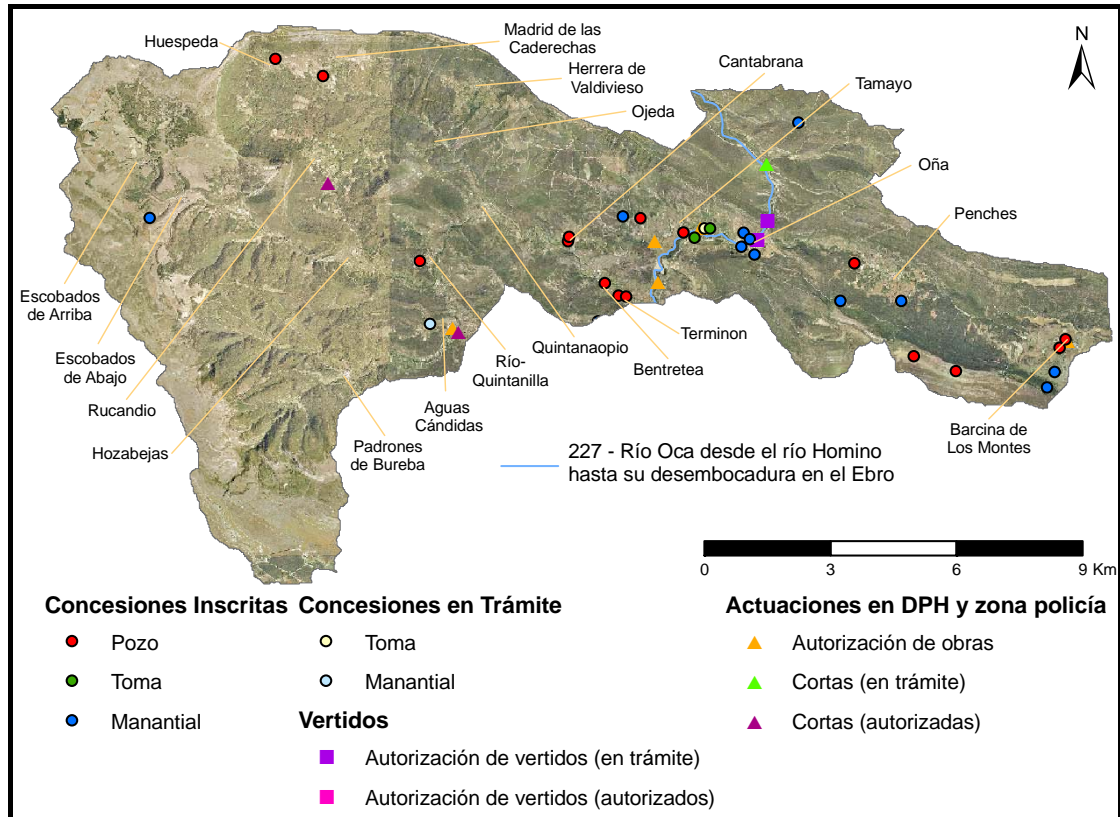 Madrid de las
Caderechas
Huespeda
Cantabrana
N
Herrera de
Valdivieso
Tamayo
Ojeda
Oña
Penches
Escobados
de Arriba
Escobados
de Abajo
Río-
Quintanilla
Quintanaopio
Terminon
Bentretea
Rucandio
Aguas
Cándidas
Hozabejas
Padrones
de Bureba
Barcina de
Los Montes
227 - Río Oca desde el río Homino
hasta su desembocadura en el Ebro
0 3 6 9 Km
Concesiones Inscritas
Pozo
Toma
Manantial
Concesiones en Trámite
Toma
Manantial
Vertidos
Autorización de vertidos (en trámite)
Autorización de vertidos (autorizados)
Actuaciones en DPH y zona policía
Autorización de obras
Cortas (en trámite)
Cortas (autorizadas)